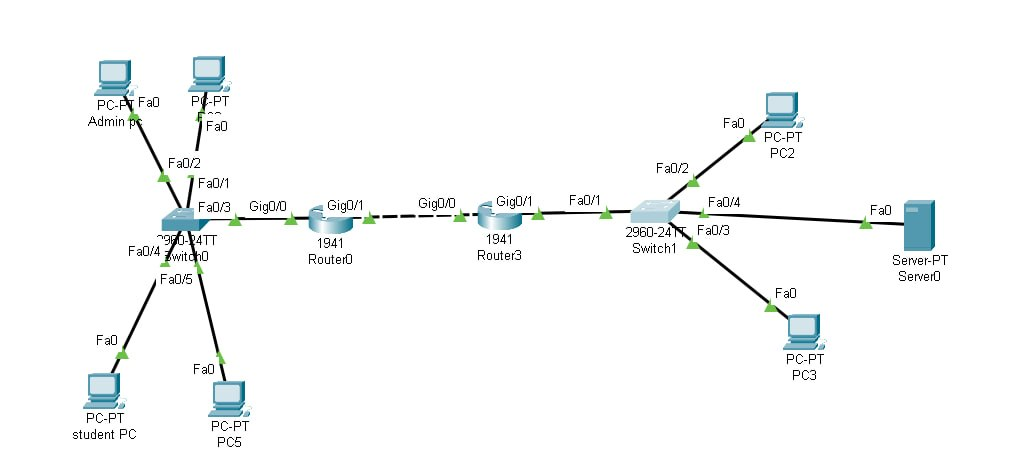 PC-PT
Admin pc
Fa0
PC-PT
Fa0
Fa0/2
Fa0/1
Fa0/3
2960-24TT
Switch0
Fa0/4
Fa0/5
Fa0
PC-PT
student PC
Fa0
PC-PT
PC5
Gig0/0
Gig0/1
1941
Router0
Gig0/0
Gig0/1
1941
Router3
Fa0/1
Fa0/2
Fa0/4
Fa0/3
2960-24TT
Switch1
Fa0
PC-PT
PC2
Fa0
Server-PT
Server0
Fa0
PC-PT
PC3